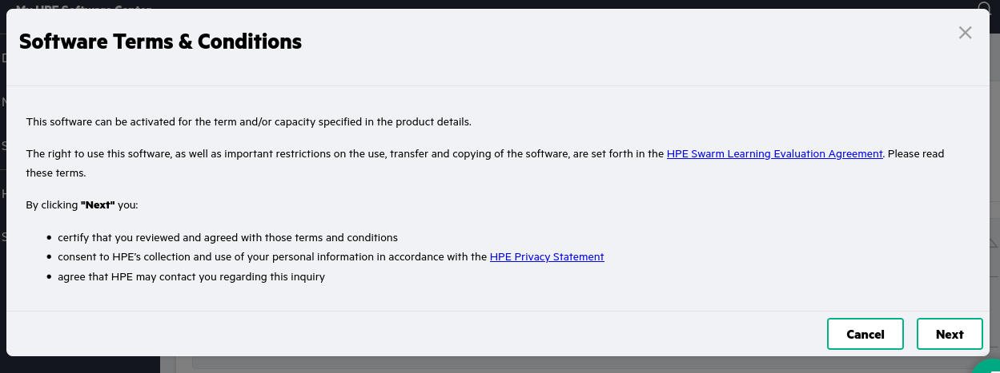 My HPE Software Center
Software Terms & Conditions
This software can be activated for the term and/or capacity specified in the product details.
The right to use this software, as well as important restrictions on the use, transfer and copying of the software, are set forth in the HPE Swarm Learning Evaluation Agreement. Please read
these terms.
By clicking "Next" you:
• certify that you reviewed and agreed with those terms and conditions
• consent to HPE's collection and use of your personal information in accordance with the HPE Privacy Statement
• agree that HPE may contact you regarding this inquiry
Cancel Next